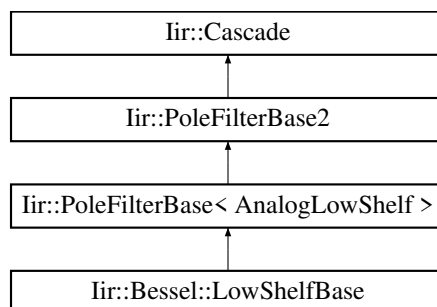 Iir::Cascade
Iir::PoleFilterBase2
Iir::PoleFilterBase< AnalogLowShelf >
Iir::Bessel::LowShelfBase